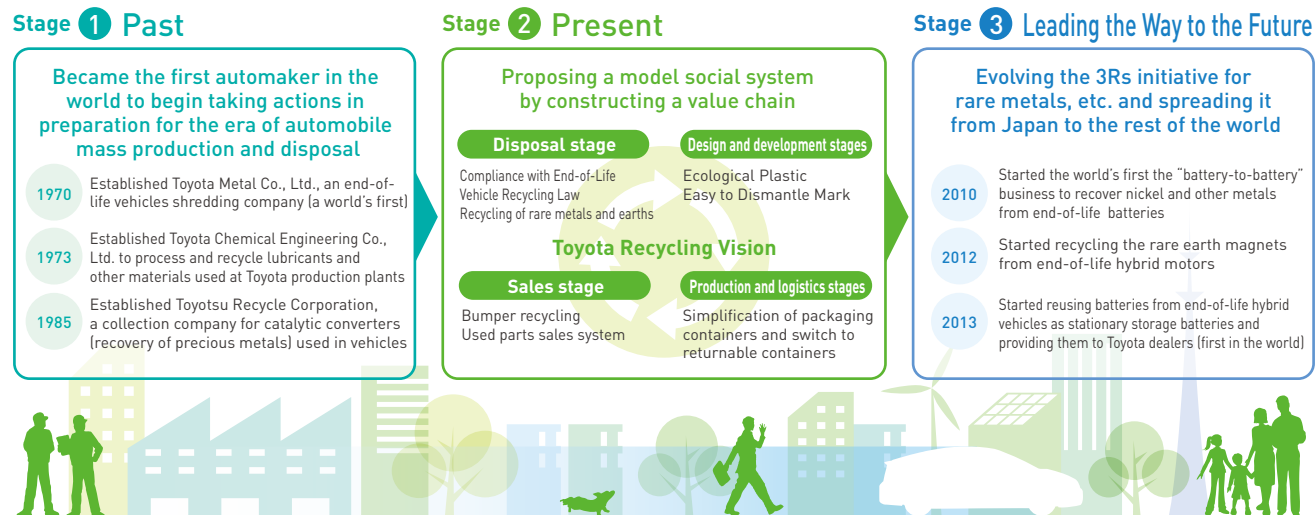 Stage 1 Past
Became the first automaker in the
world to begin taking actions in
preparation for the era of automobile
mass production and disposal
1970
Established Toyota Metal Co., Ltd., an end-of-
life vehicles shredding company (a world's first)
1973
Established Toyota Chemical Engineering Co.,
Ltd. to process and recycle lubricants and
other materials used at Toyota production plants
1985
Established Toyotsu Recycle Corporation,
a collection company for catalytic converters
(recovery of precious metals) used in vehicles
Stage 2 Present
Proposing a model social system
by constructing a value chain
Disposal stage
Compliance with End-of-Life
Vehicle Recycling Law
Recycling of rare metals and earths
Design and development stages
Ecological Plastic
Easy to Dismantle Mark
Toyota Recycling Vision
Sales stage
Bumper recycling
Used parts sales system
Production and logistics stages
Simplification of packaging
containers and switch to
returnable containers
Stage 3 Leading the Way to the Future
Evolving the 3Rs initiative for
rare metals, etc. and spreading it
from Japan to the rest of the world
2010
Started the world's first the "battery-to-battery"
business to recover nickel and other metals
from end-of-life batteries
2012
Started recycling the rare earth magnets
from end-of-life hybrid motors
2013
Started reusing batteries from end-of-life hybrid
vehicles as stationary storage batteries and
providing them to Toyota dealers (first in the world)